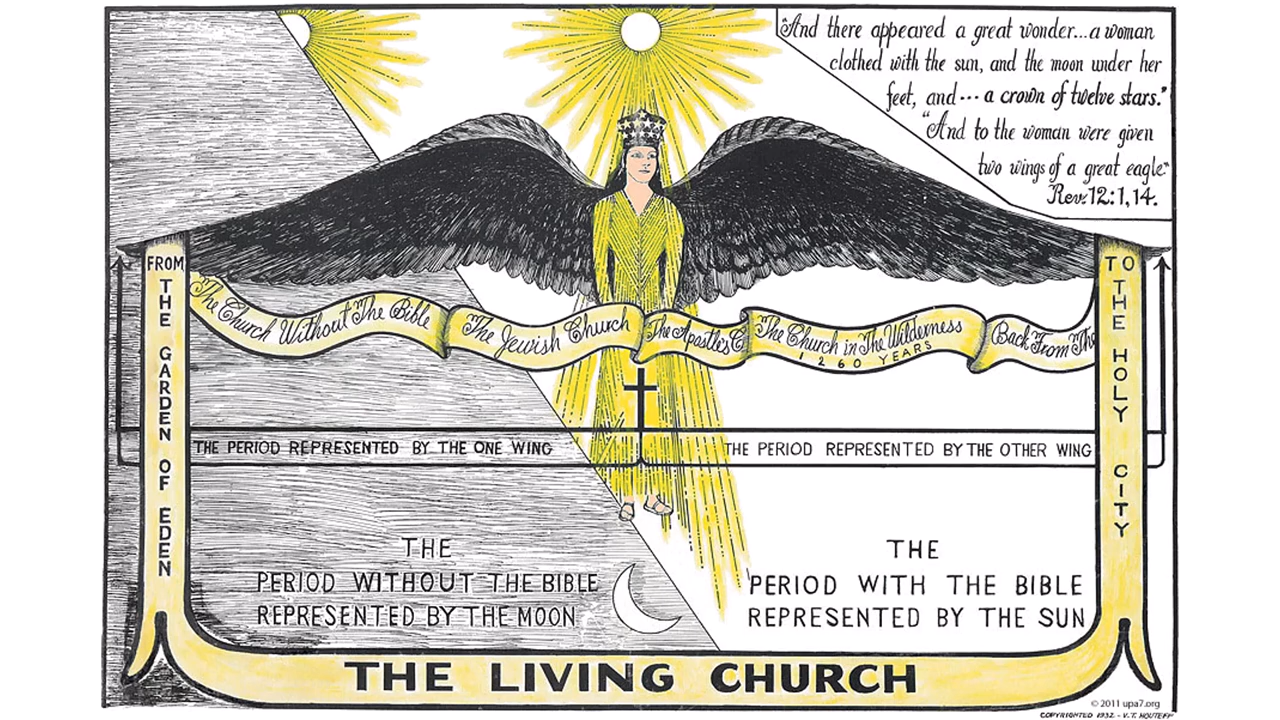 "And there appeared a great wonder...a woman
clothed with the sun, and the moon under her
feet, and --- a crown of twelve stars."
"And to the woman were given
two wings of a great eagle."
Rev. 12:1,14.
FROM THE GARDEN OF EDEN
TO THE HOLY CITY
The Church Without The Bible
The Jewish Church
The Apostles C
The Church in The Wilderness
1260 YEARS
Back From The
THE PERIOD REPRESENTED BY THE ONE WING
THE PERIOD REPRESENTED BY THE OTHER WING
THE
PERIOD WITHOUT THE BIBLE
REPRESENTED BY THE MOON
THE
PERIOD WITH THE BIBLE
REPRESENTED BY THE SUN
THE LIVING CHURCH
© 2011 upa7.org
COPYRIGHTED 1932 - V.T. HOUTEFF